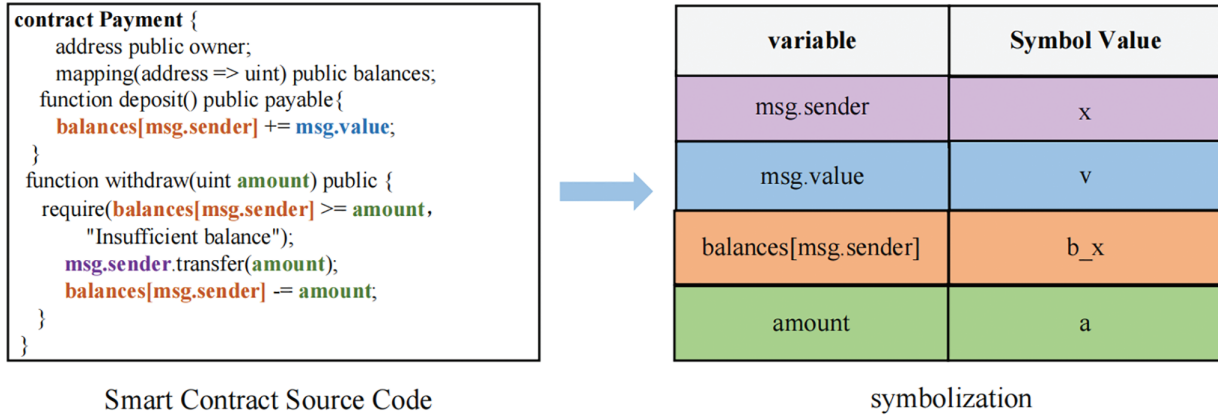 contract Payment {
address public owner;
mapping(address => uint) public balances;
function deposit() public payable{
balances[msg.sender] += msg.value;
}
function withdraw(uint amount) public {
require(balances[msg.sender] >= amount，
"Insufficient balance");
msg.sender.transfer(amount);
balances[msg.sender] -= amount;
}
}
Smart Contract Source Code
variable Symbol Value
msg.sender x
msg.value v
balances[msg.sender] b_x
amount a
symbolization